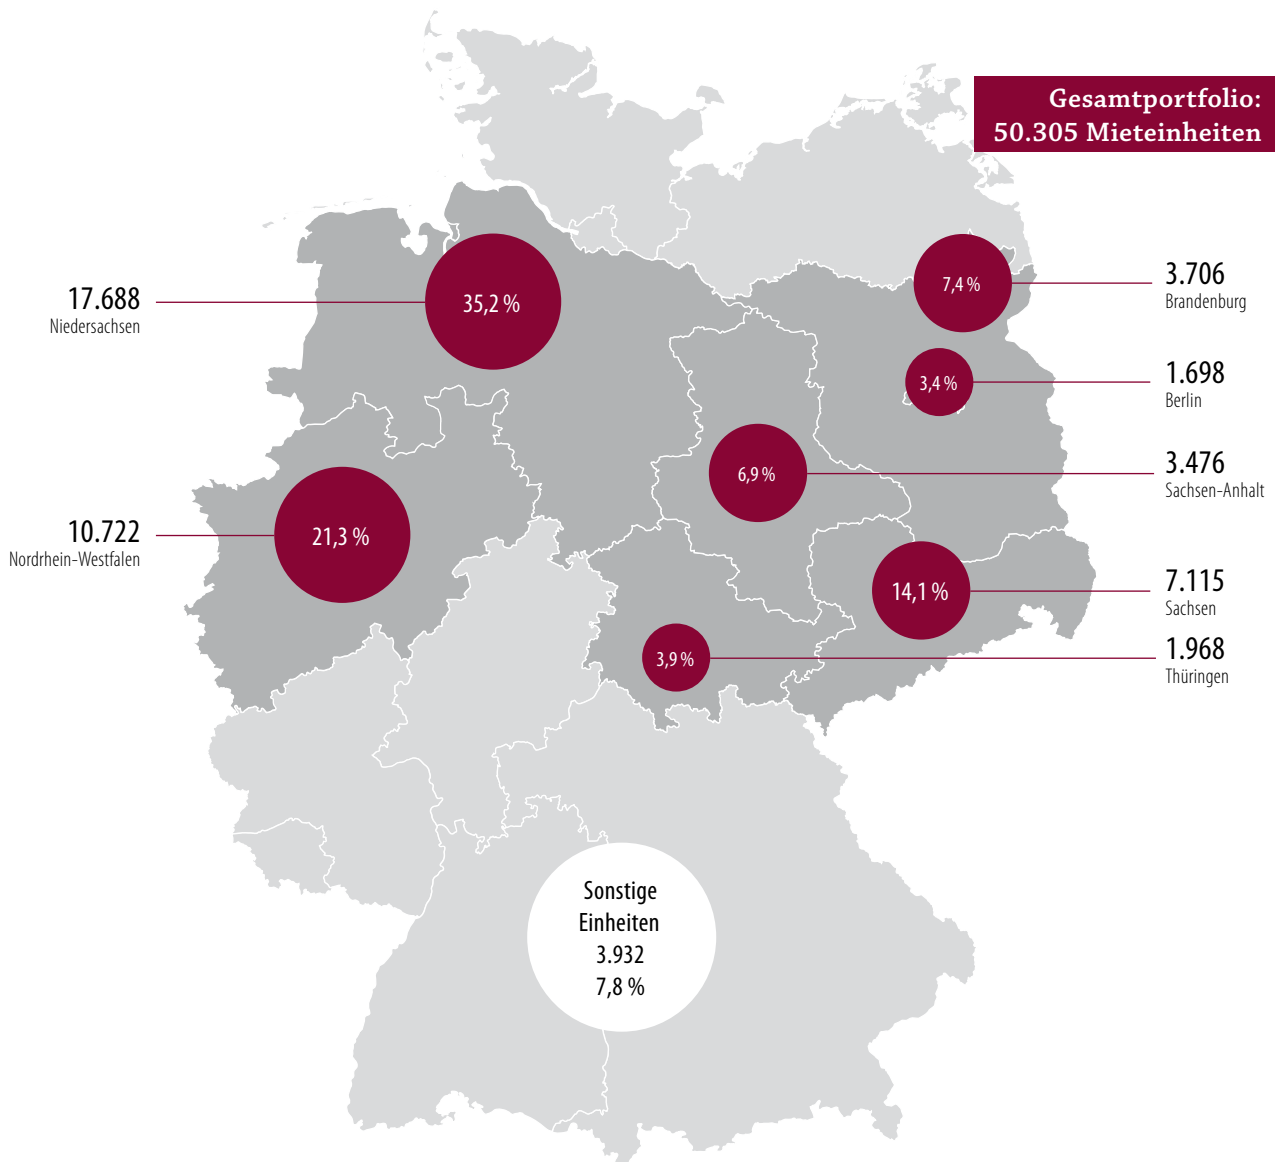 Gesamtportfolio:
50.305 Mieteinheiten
17.688
Niedersachsen
35,2 %
7,4 %
3.706
Brandenburg
3,4 %
1.698
Berlin
6,9 %
3.476
Sachsen-Anhalt
10.722
Nordrhein-Westfalen
21,3 %
14,1 %
7.115
Sachsen
3,9 %
1.968
Thüringen
Sonstige
Einheiten
3.932
7,8 %